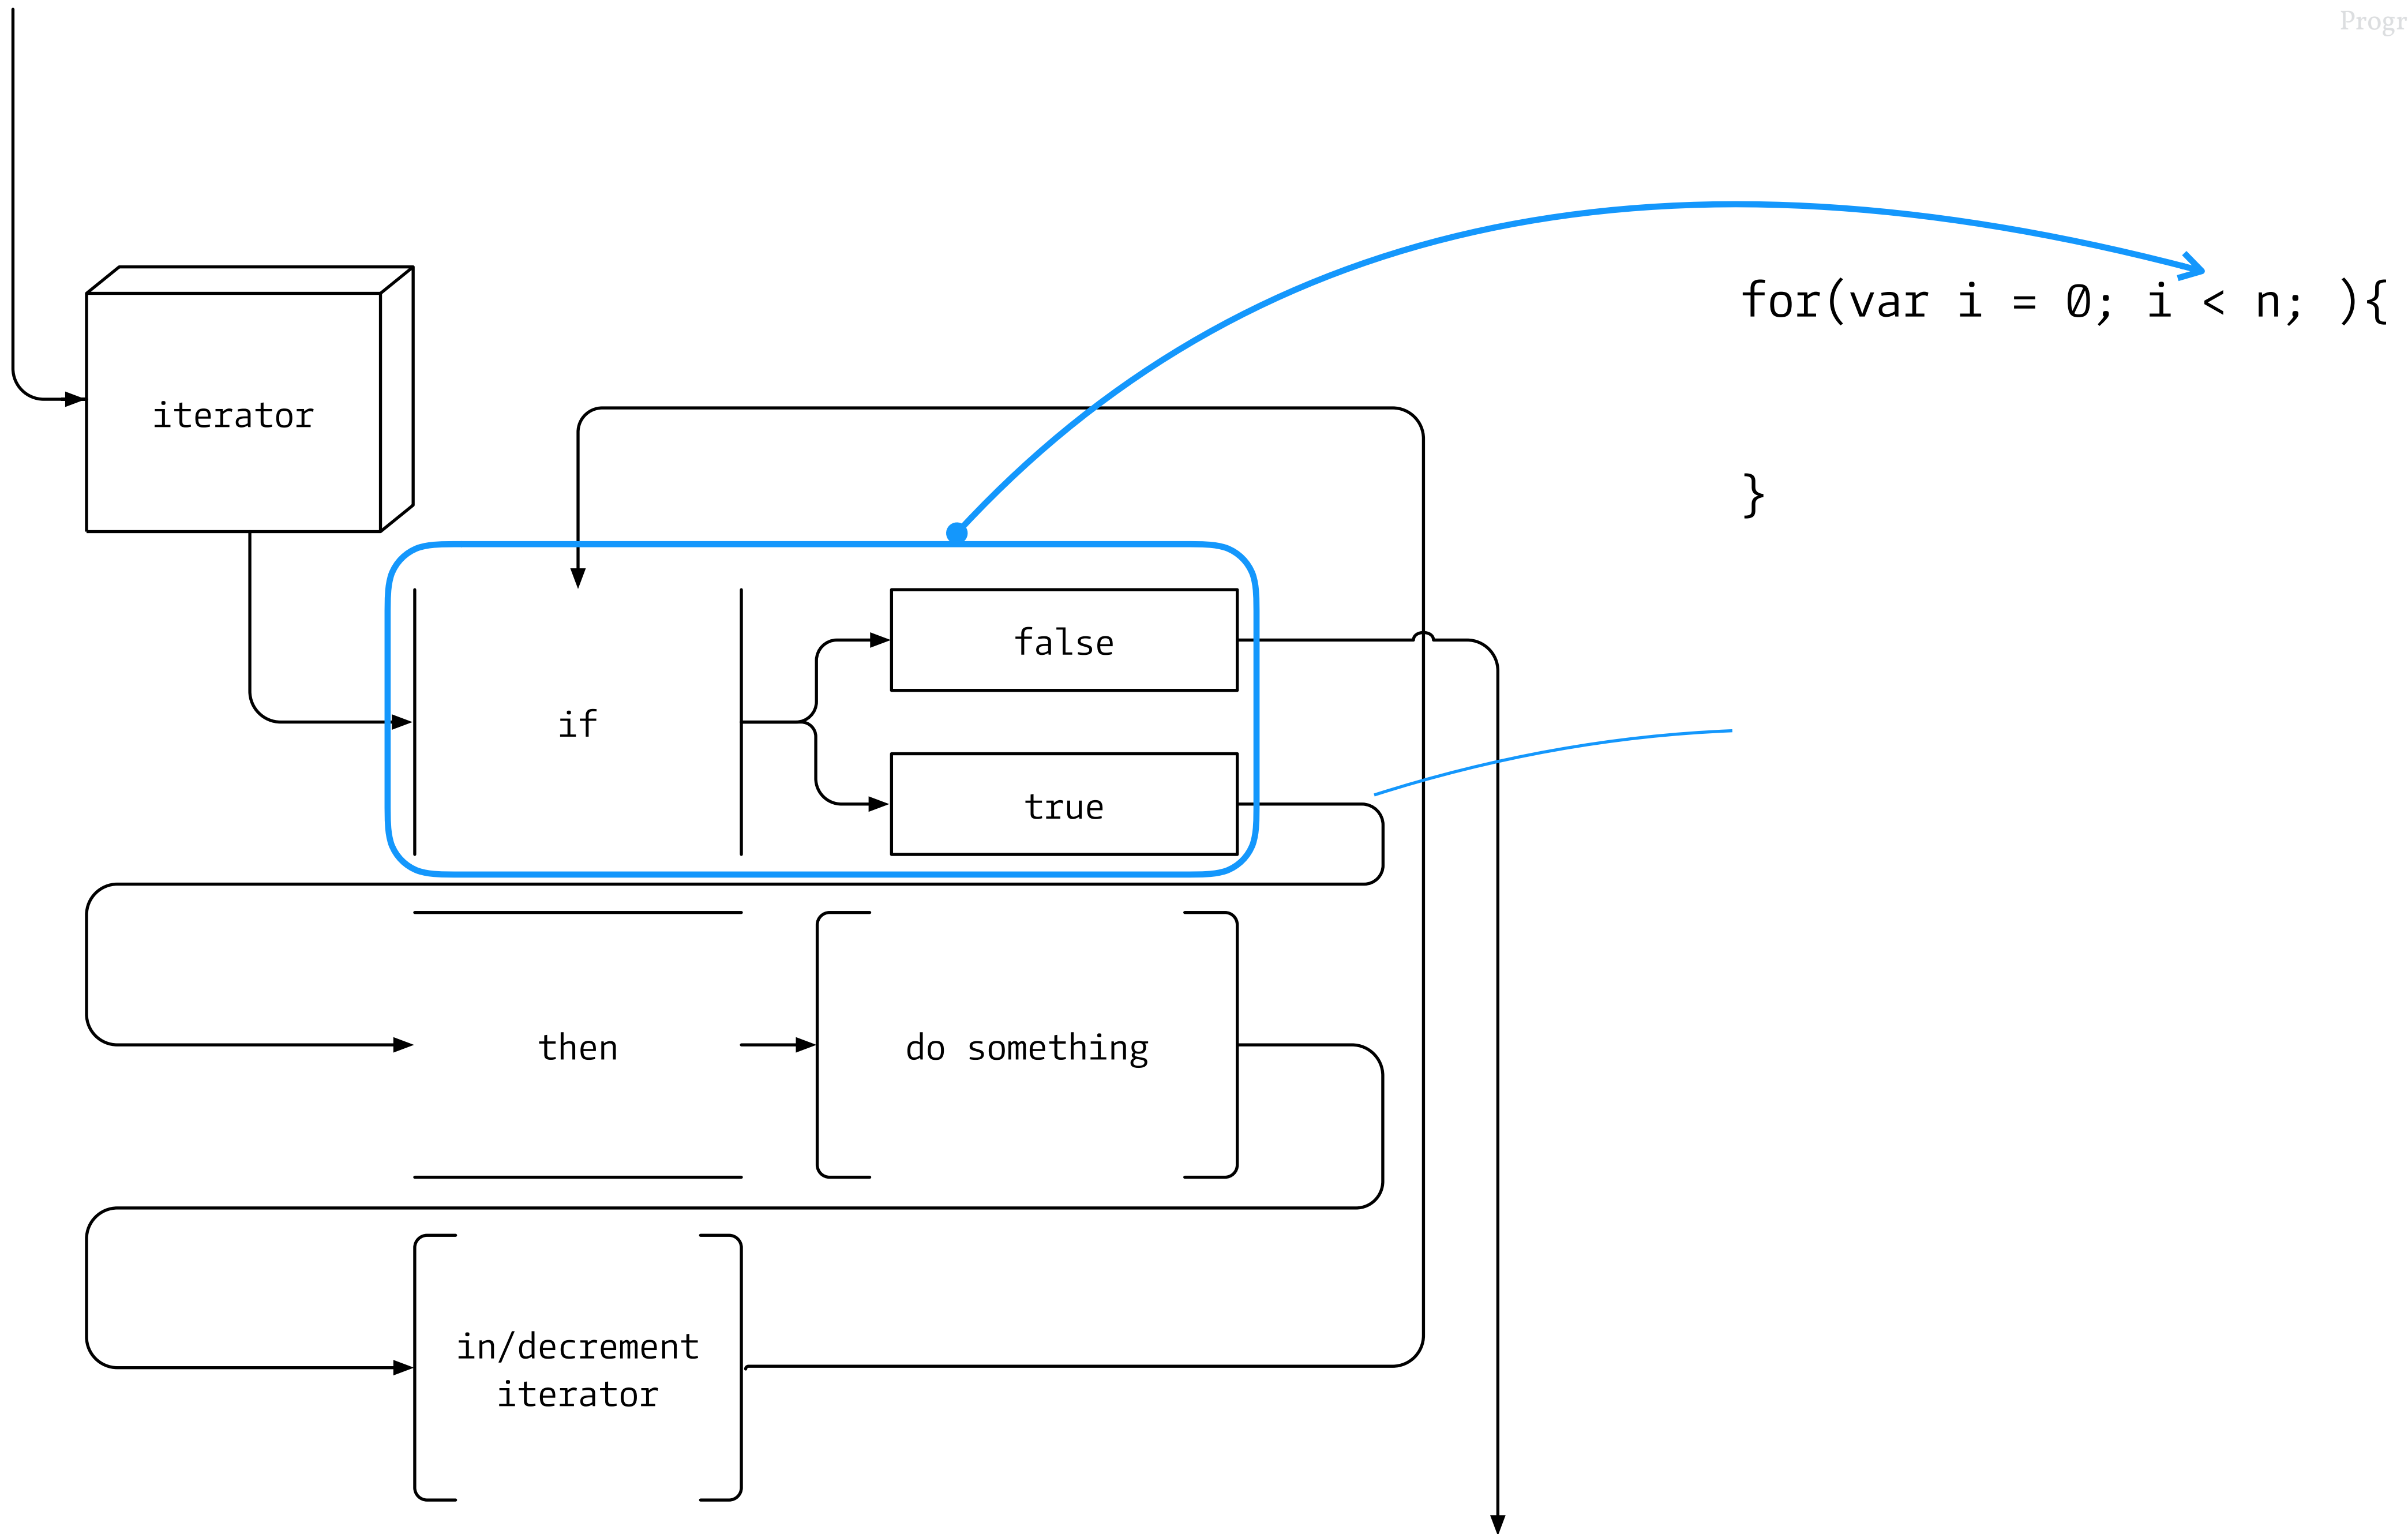 for(var i = 0; i < n; ){
}
iterator
if
false
true
then
do something
in/decrement
iterator